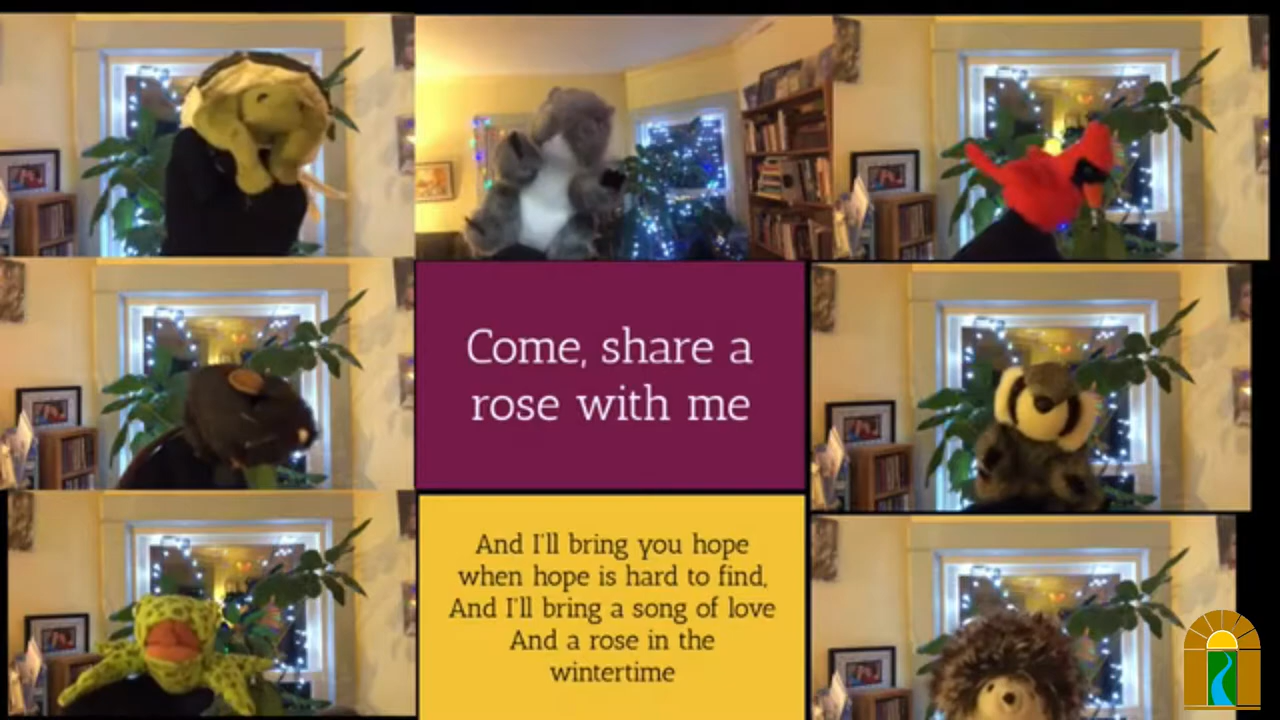 Come, share a
rose with me
And I'll bring you hope
when hope is hard to find,
And I'll bring a song of love
And a rose in the
wintertime